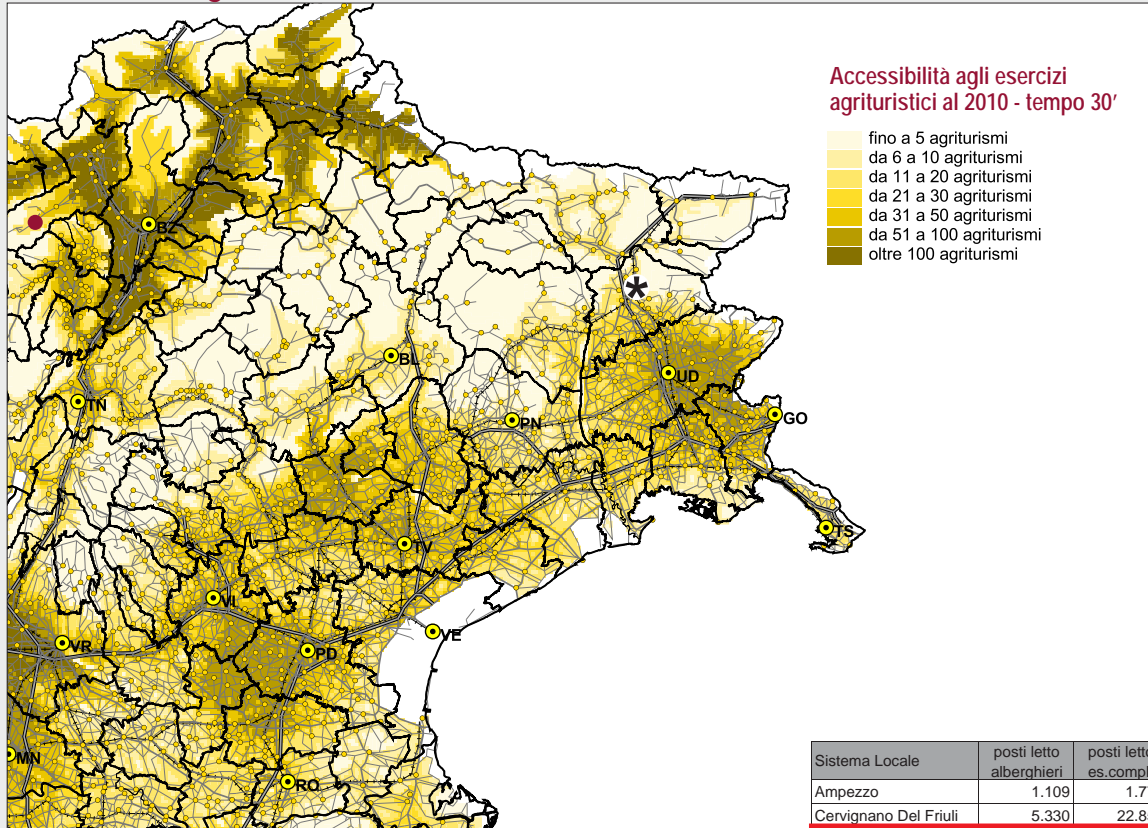 Accessibilità agli esercizi
agrituristici al 2010 - tempo 30'
fino a 5 agriturismi
da 6 a 10 agriturismi
da 11 a 20 agriturismi
da 21 a 30 agriturismi
da 31 a 50 agriturismi
da 51 a 100 agriturismi
oltre 100 agriturismi
BZ
*
BL
UD
TN
PN
GO
TS
TV
VI
VE
VR
PD
MN
RO
Sistema Locale posti letto alberghieri posti letto
Ampezzo 1.109
Cervignano Del Friuli 5.330